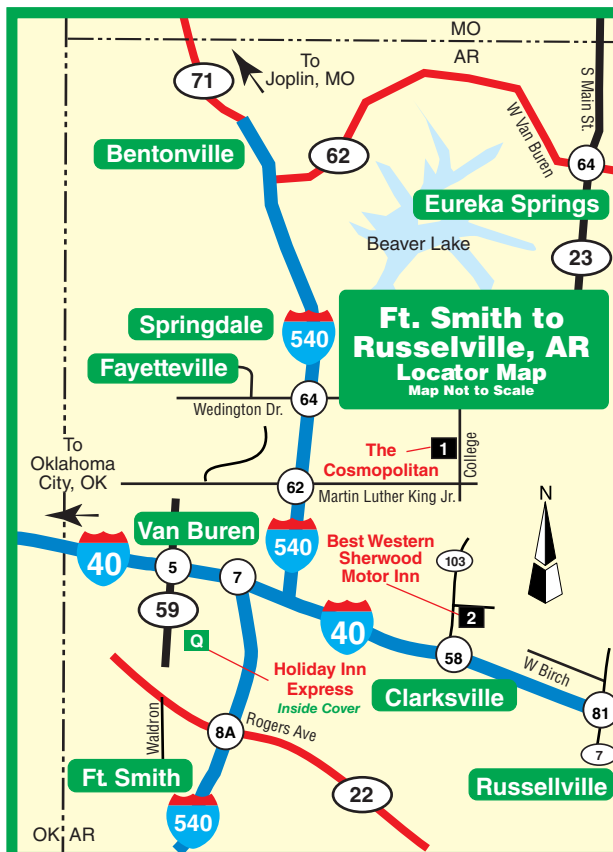 MO
AR
To
Joplin, MO
71
S Main St.
W Van Buren
62
64
Bentonville
Eureka Springs
Beaver Lake
23
Ft. Smith to
Russelville, AR
Locator Map
Map Not to Scale
Springdale
540
Fayetteville
64
Wedington Dr.
To
Oklahoma
City, OK
The
Cosmopolitan
1
College
62
Martin Luther King Jr.
N
Van Buren
540
Best Western
Sherwood
Motor Inn
103
40
5
7
59
2
40
58
Q
Holiday Inn
Express
Inside Cover
Clarksville
W Birch
81
7
Waldron
8A
Rogers Ave
Ft. Smith
22
Russellville
540
OK
AR